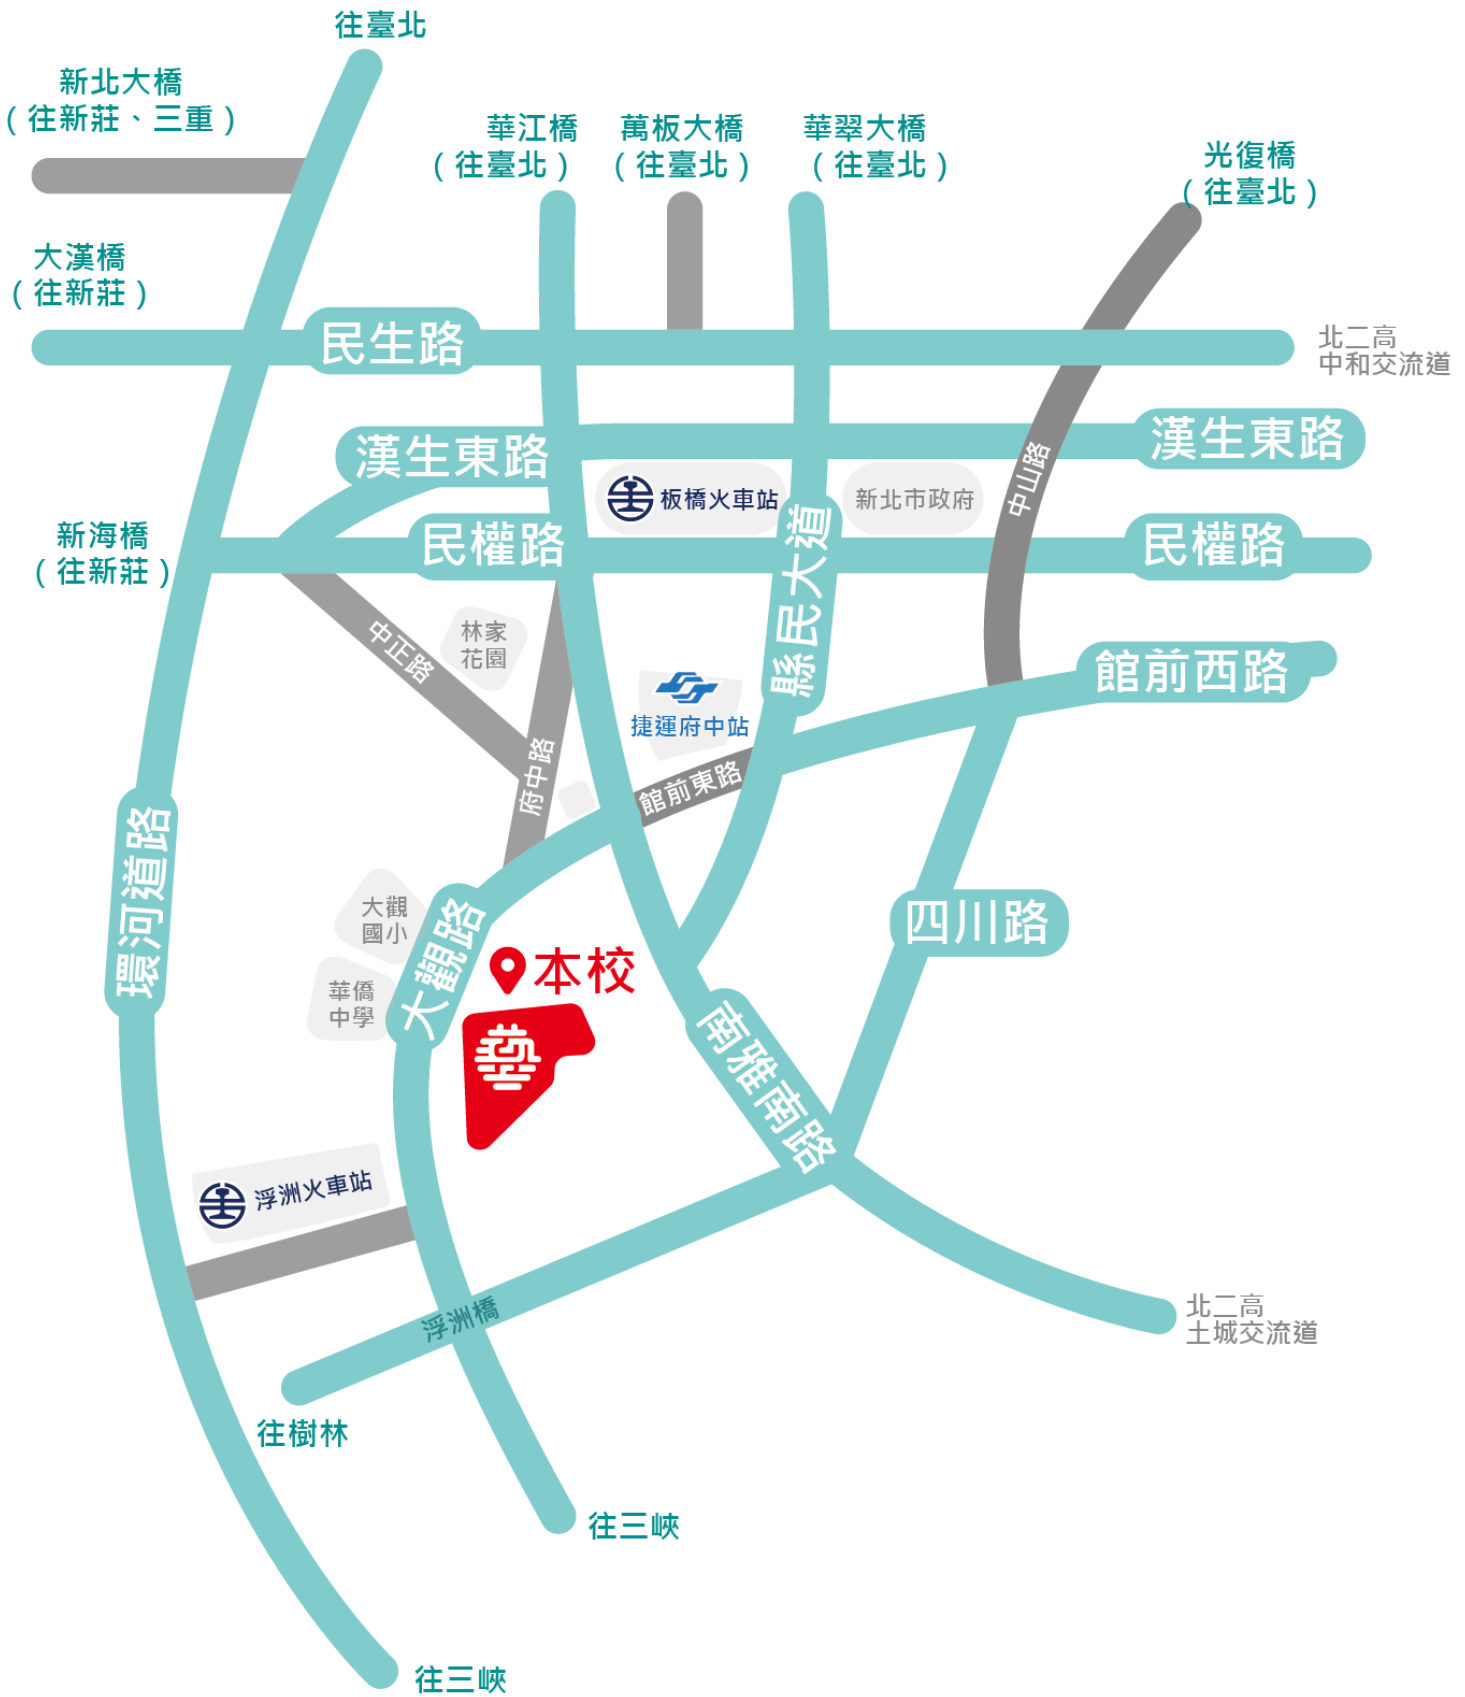 往臺北
新北大橋
(往新莊、三重)
華江橋
(往臺北)
萬板大橋
(往臺北)
華翠大橋
(往臺北)
光復橋
(往臺北)
大漢橋
(往新莊)
民生路
北二高
中和交流道
漢生東路
漢生東路
中山路
板橋火車站
新北市政府
新海橋
(往新莊)
民權路
民權路
縣民大道
中正路
林家
花園
捷運府中站
館前西路
府中路
館前東路
環河道路
大觀
國小
大觀路
四川路
本校
華僑
中學
藝
南雅南路
浮洲火車站
浮洲橋
北二高
土城交流道
往樹林
往三峽
往三峽